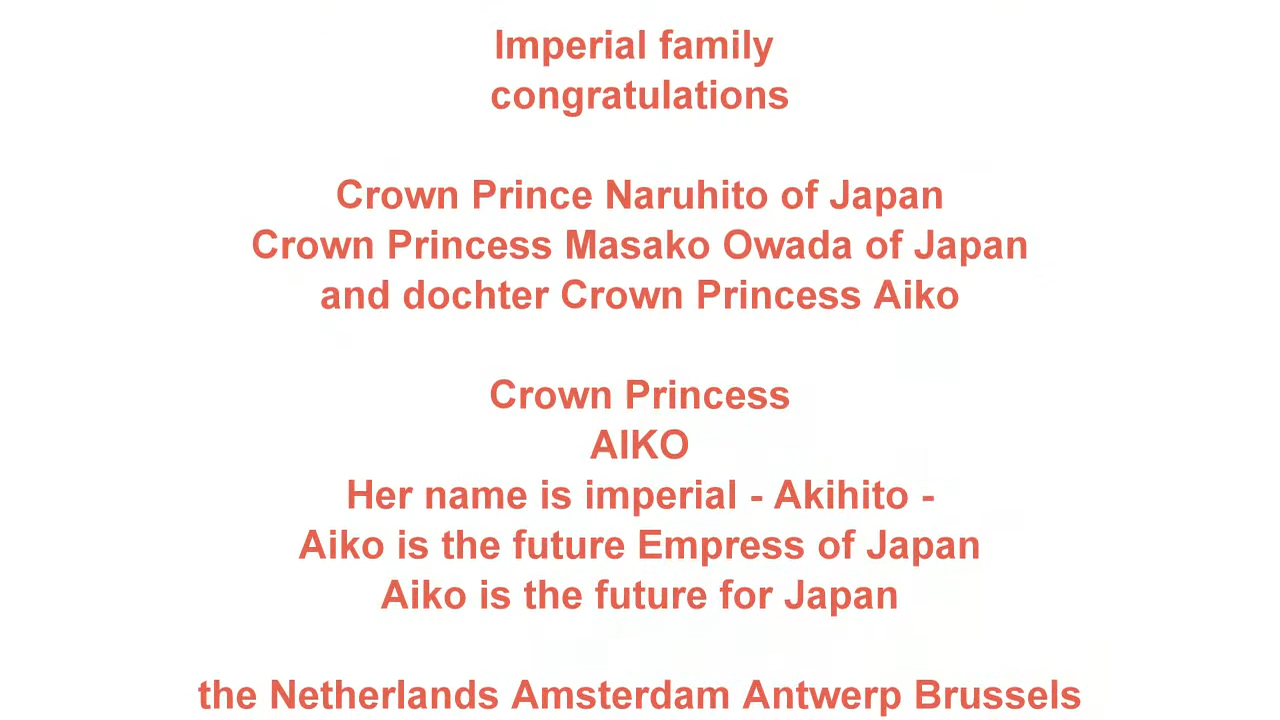 Imperial family
congratulations
Crown Prince Naruhito of Japan
Crown Princess Masako Owada of Japan
and dochter Crown Princess Aiko
Crown Princess
AIKO
Her name is imperial - Akihito -
Aiko is the future Empress of Japan
Aiko is the future for Japan
the Netherlands Amsterdam Antwerp Brussels